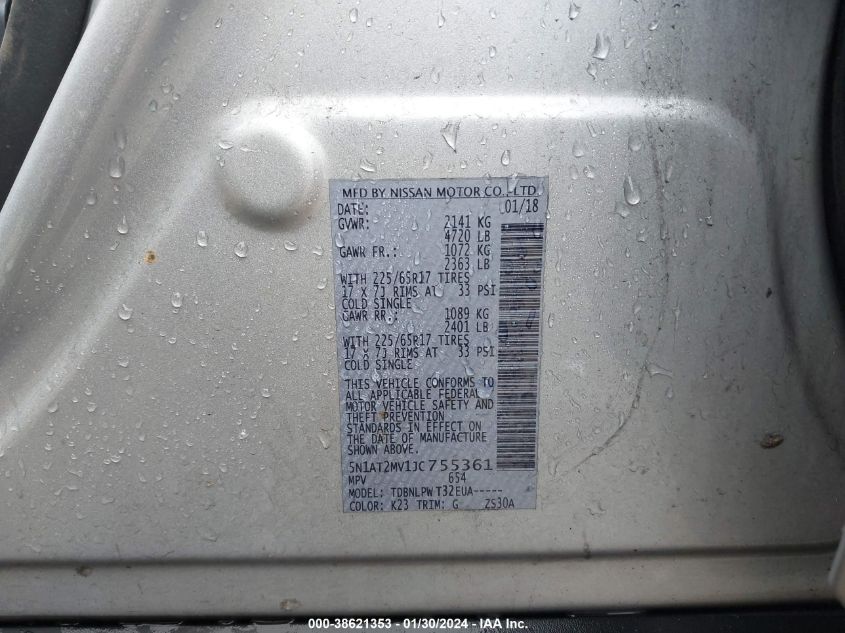 MFD BY NISSAN MOTOR CO., LTD.
DATE: 01/18
GVWR: 2141 KG
4720 LB
GAWR FR.: 1072 KG
2363 LB
WITH 225/65R17 TIRES
17 X 7J RIMS AT 33 PSI
COLD SINGLE
GAWR RR.: 1089 KG
2401 LB
WITH 225/65R17 TIRES
17 X 7J RIMS AT 33 PSI
COLD SINGLE
THIS VEHICLE CONFORMS TO
ALL APPLICABLE FEDERAL
MOTOR VEHICLE SAFETY AND
THEFT PREVENTION
STANDARDS IN EFFECT ON
THE DATE OF MANUFACTURE
SHOWN ABOVE.
5N1AT2MV1JC755361
MPV 654
MODEL: TDBNLPW T32EUA-----
COLOR: K23 TRIM: G ZS30A
000-38621353 - 01/30/2024 - IAA Inc.